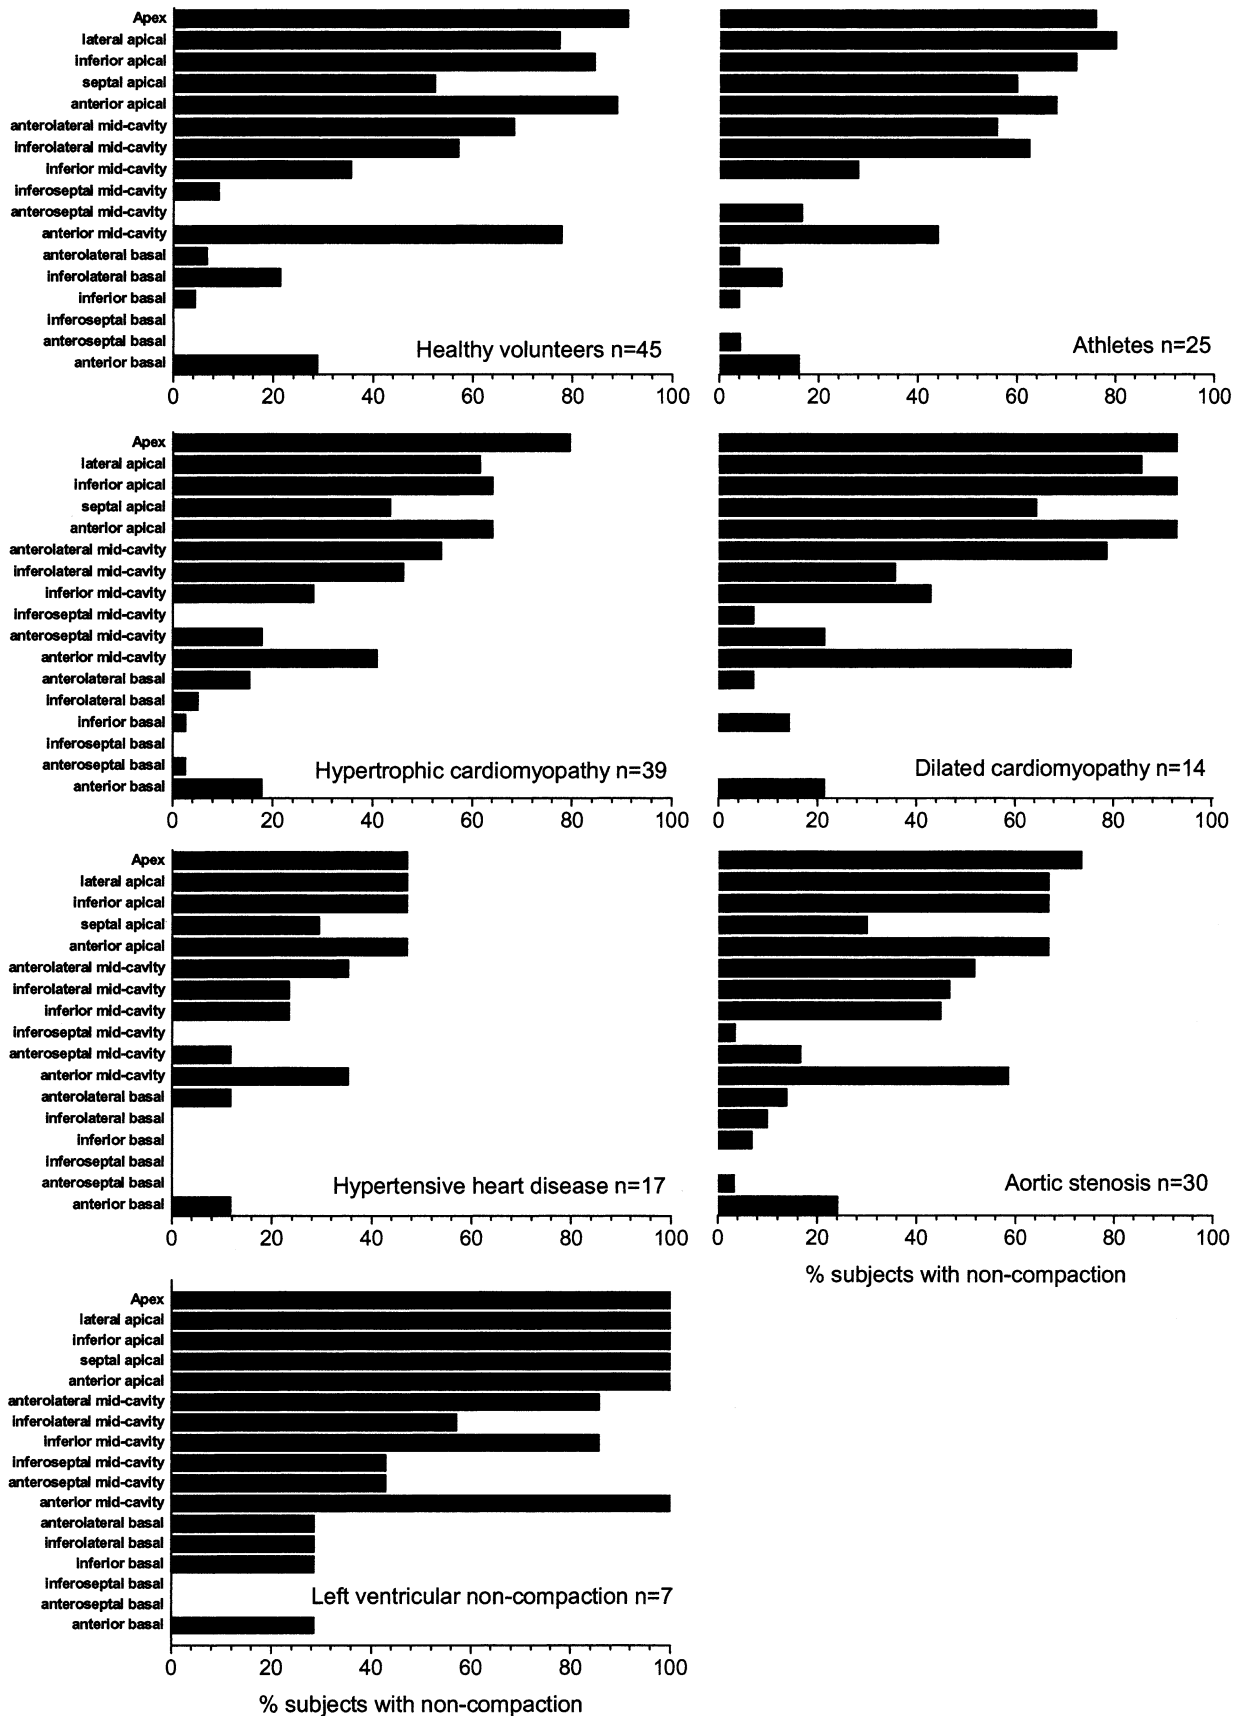 Apex
lateral apical
inferior apical
septal apical
anterior apical
anterolateral mid-cavity
inferolateral mid-cavity
inferior mid-cavity
inferoseptal mid-cavity
anteroseptal mid-cavity
anterior mid-cavity
anterolateral basal
inferolateral basal
inferior basal
inferoseptal basal
anteroseptal basal
anterior basal
Healthy volunteers n=45
0 20 40 60 80 100
Athletes n=25
0 20 40 60 80 100
Apex
lateral apical
inferior apical
septal apical
anterior apical
anterolateral mid-cavity
inferolateral mid-cavity
inferior mid-cavity
inferoseptal mid-cavity
anteroseptal mid-cavity
anterior mid-cavity
anterolateral basal
inferolateral basal
inferior basal
inferoseptal basal
anteroseptal basal
anterior basal
Hypertrophic cardiomyopathy n=39
0 20 40 60 80 100
Dilated cardiomyopathy n=14
0 20 40 60 80 100
Apex
lateral apical
inferior apical
septal apical
anterior apical
anterolateral mid-cavity
inferolateral mid-cavity
inferior mid-cavity
inferoseptal mid-cavity
anteroseptal mid-cavity
anterior mid-cavity
anterolateral basal
inferolateral basal
inferior basal
inferoseptal basal
anteroseptal basal
anterior basal
Hypertensive heart disease n=17
0 20 40 60 80 100
Aortic stenosis n=30
0 20 40 60 80 100
% subjects with non-compaction
Apex
lateral apical
inferior apical
septal apical
anterior apical
anterolateral mid-cavity
inferolateral mid-cavity
inferior mid-cavity
inferoseptal mid-cavity
anteroseptal mid-cavity
anterior mid-cavity
anterolateral basal
inferolateral basal
inferior basal
inferoseptal basal
anteroseptal basal
anterior basal
Left ventricular non-compaction n=7
0 20 40 60 80 100
% subjects with non-compaction